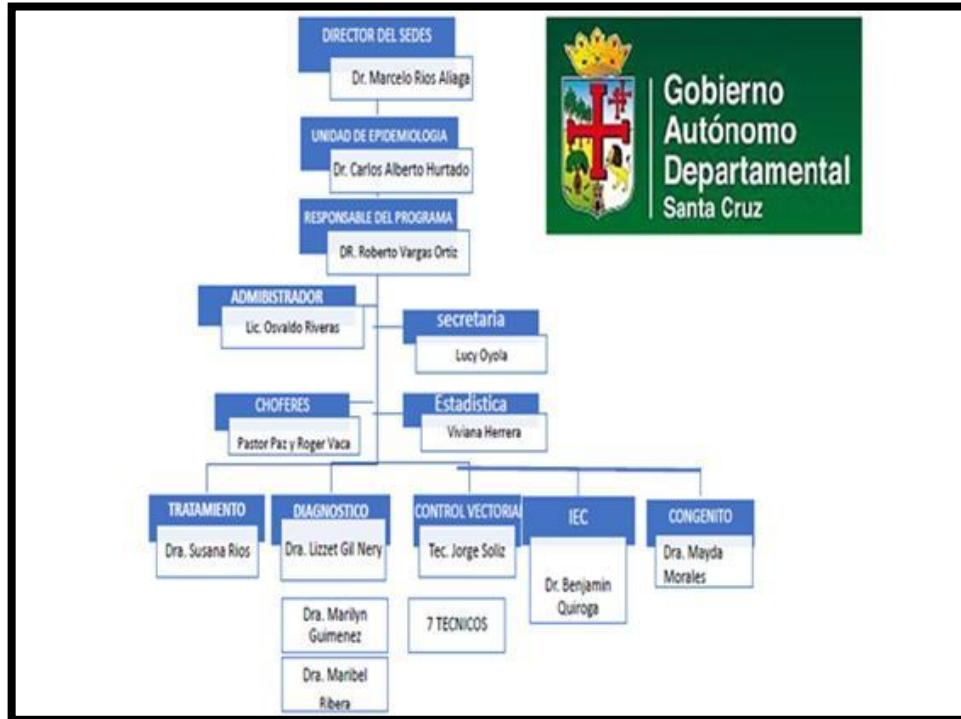 DIRECTOR DEL SEDES
Dr. Marcelo Rios Aliaga
Gobierno
Autónomo
Departamental
Santa Cruz
UNIDAD DE EPIDEMIOLOGIA
Dr. Carlos Alberto Hurtado
RESPONSABLE DEL PROGRAMA
DR. Roberto Vargas Ortiz
ADMIBISTRADOR
Lic. Osvaldo Riveras
secretaria
Lucy Oyola
CHOFERES
Pastor Paz y Roger Vaca
Estadistica
Viviana Herrera
TRATAMIENTO
Dra. Susana Rios
DIAGNOSTICO
Dra. Lizzet Gil Nery
Dra. Marilyn
Guimenez
Dra. Maribel
Ribera
CONTROL VECTORIAL
Tec. Jorge Soliz
7 TECNICOS
IEC
Dr. Benjamin
Quiroga
CONGENITO
Dra. Mayda
Morales